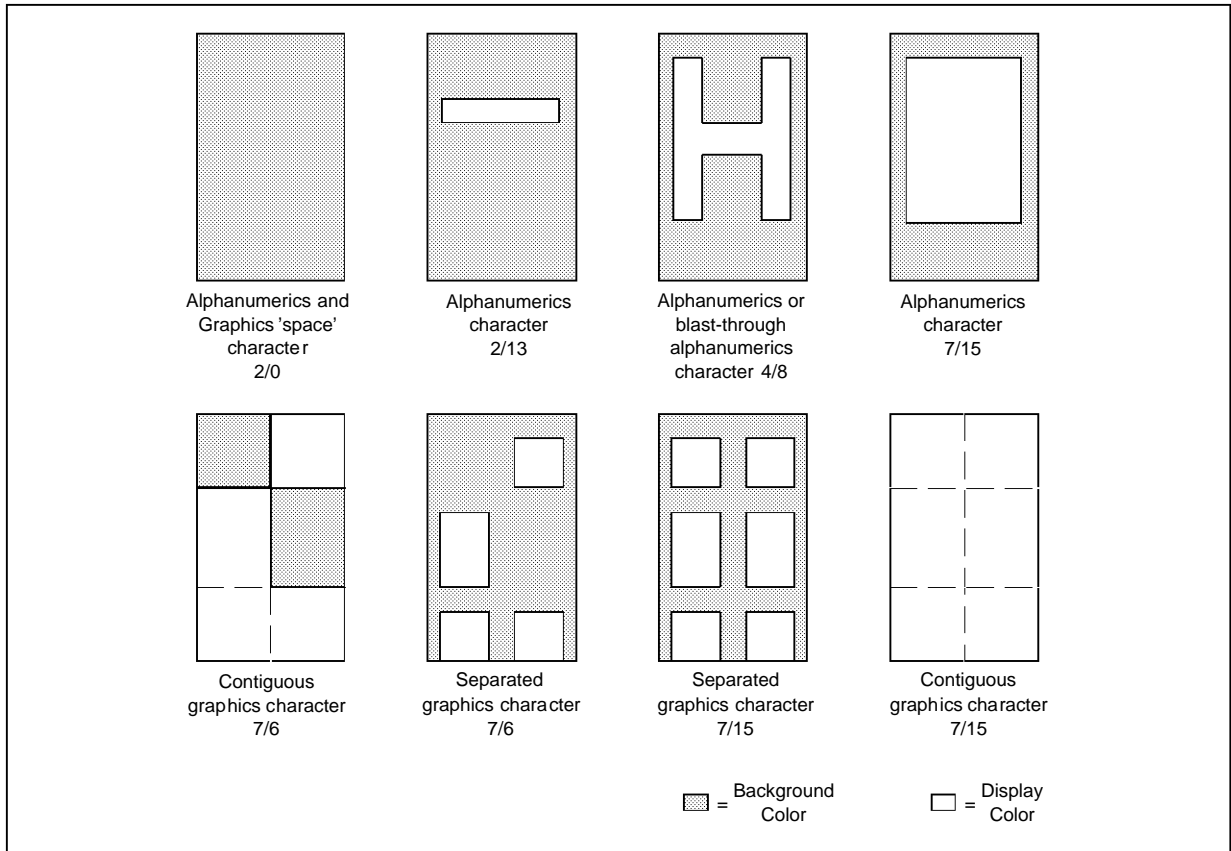 Alphanumerics and
Graphics 'space'
character
2/0
Alphanumerics
character
2/13
Alphanumerics or
blast-through
alphanumerics
character 4/8
Alphanumerics
character
7/15
Contiguous
graphics character
7/6
Separated
graphics character
7/6
Separated
graphics character
7/15
Contiguous
graphics character
7/15
= Background
Color
= Display
Color